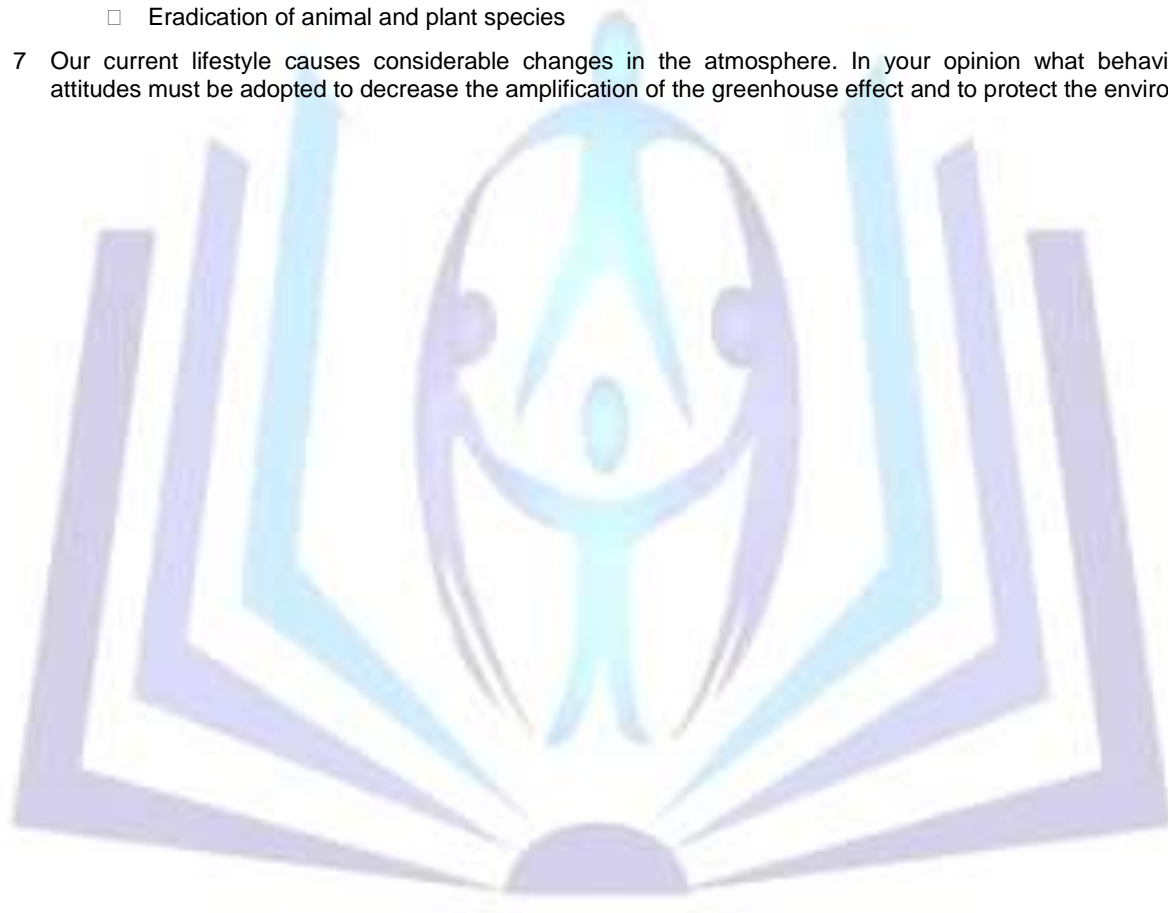 □ Eradication of animal and plant species
7 Our current lifestyle causes considerable changes in the atmosphere. In your opinion what behavi
attitudes must be adopted to decrease the amplification of the greenhouse effect and to protect the enviro